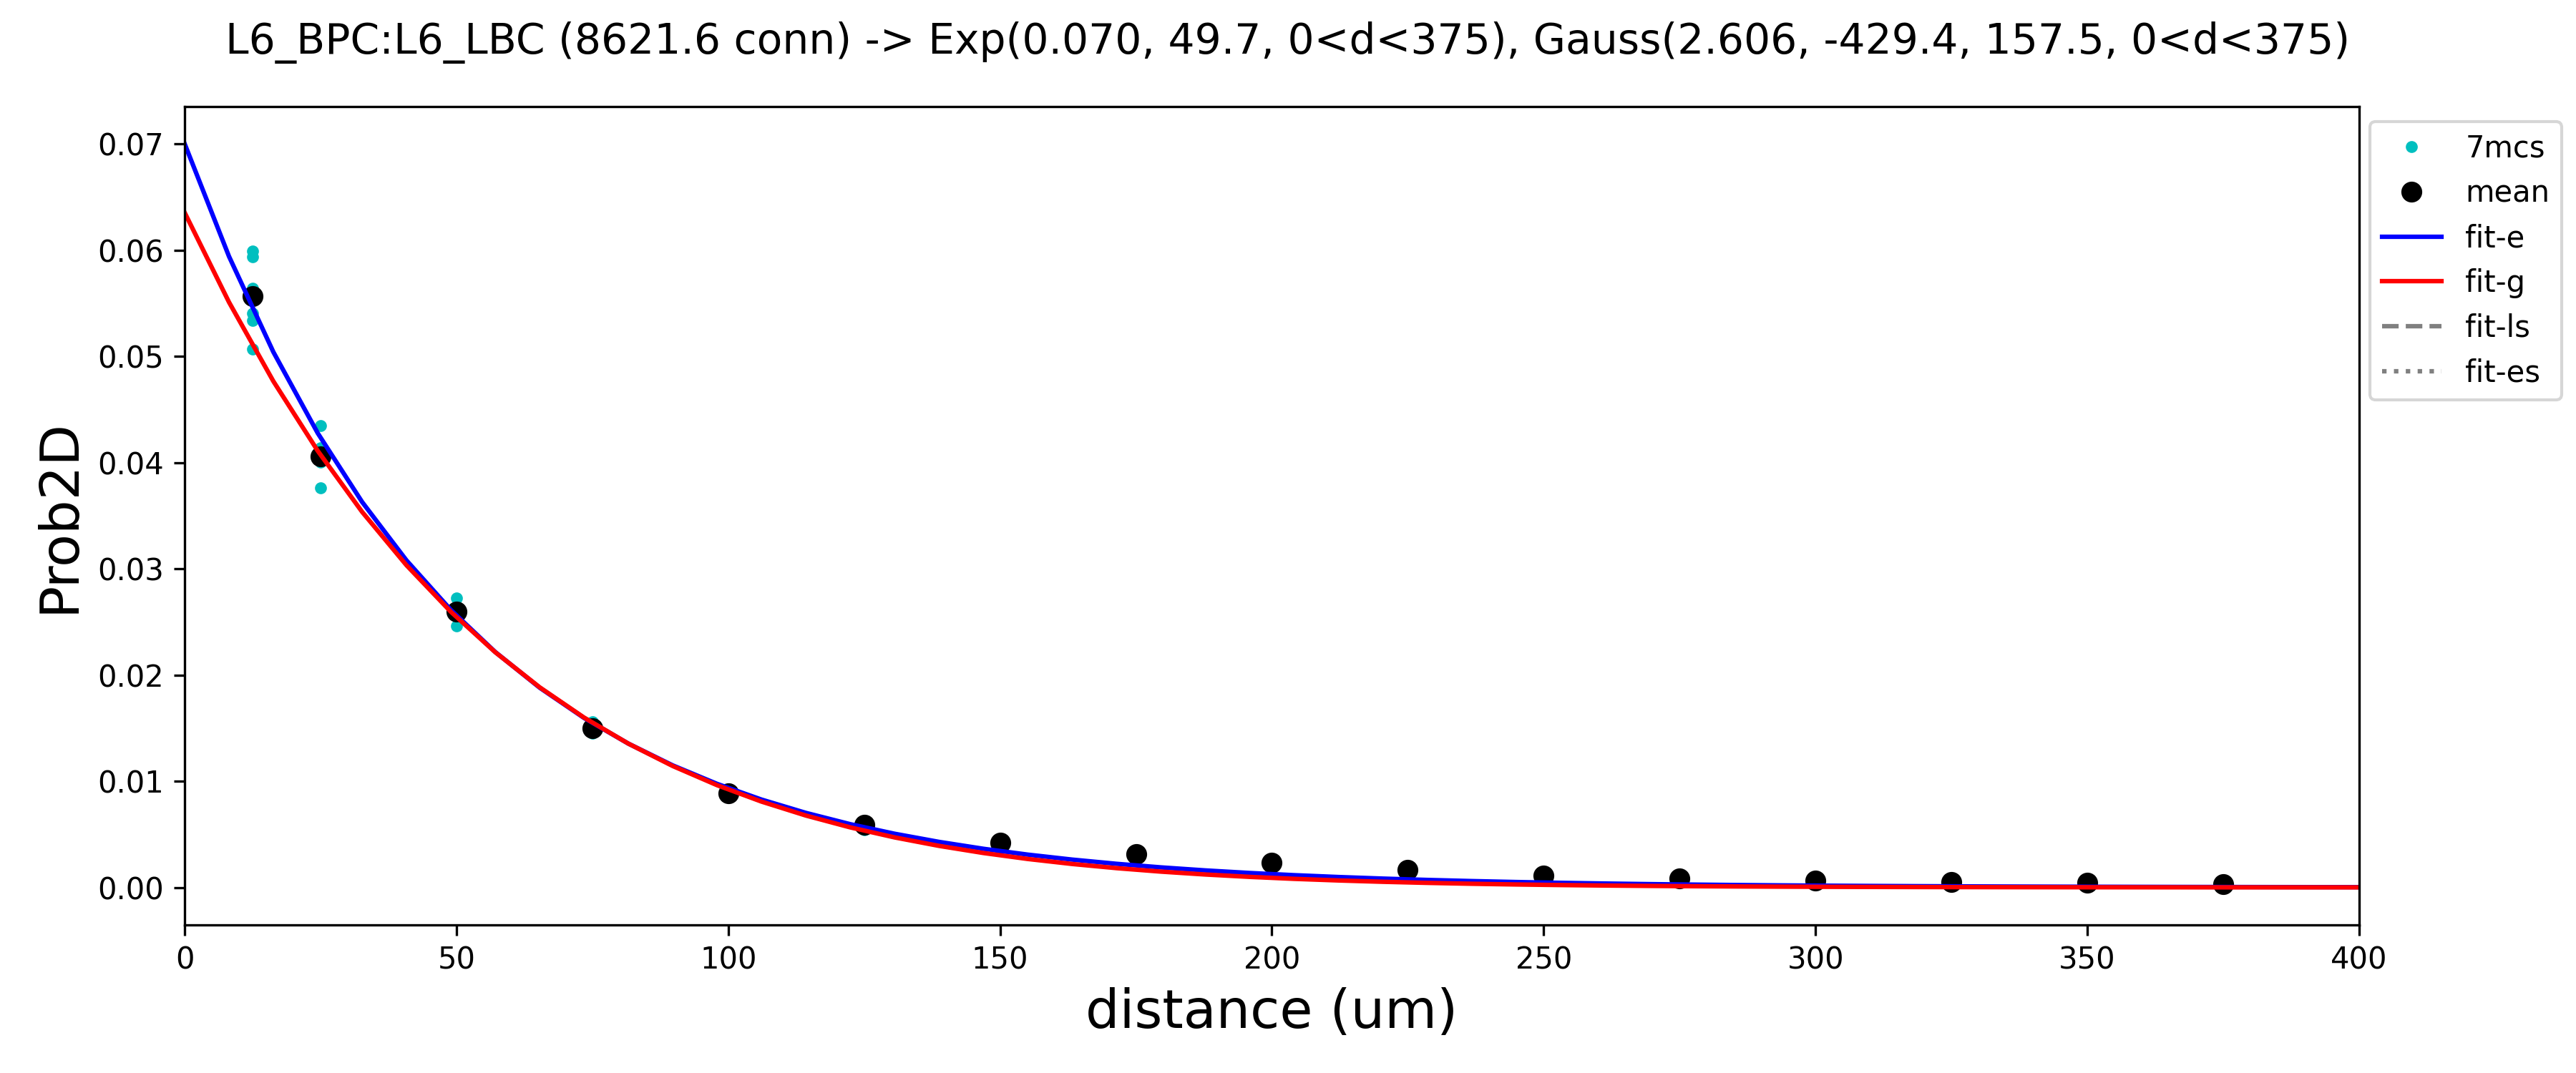 L6_BPC:L6_LBC (8621.6 conn) -> Exp(0.070, 49.7, 0<d<375), Gauss(2.606, -429.4, 157.5, 0<d<375)
7mcs
mean
fit-e
fit-g
fit-ls
fit-es
Prob2D
0.07
0.06
0.05
0.04
0.03
0.02
0.01
0.00
0 50 100 150 200 250 300 350 400
distance (um)